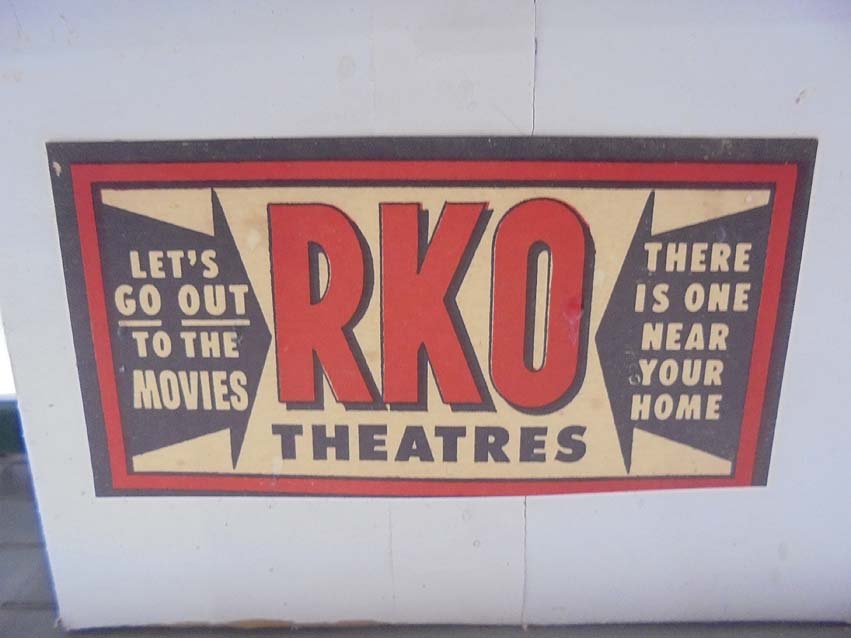 LET'S
GO OUT
TO THE
MOVIES
RKO
THEATRES
THERE
IS ONE
NEAR
YOUR
HOME